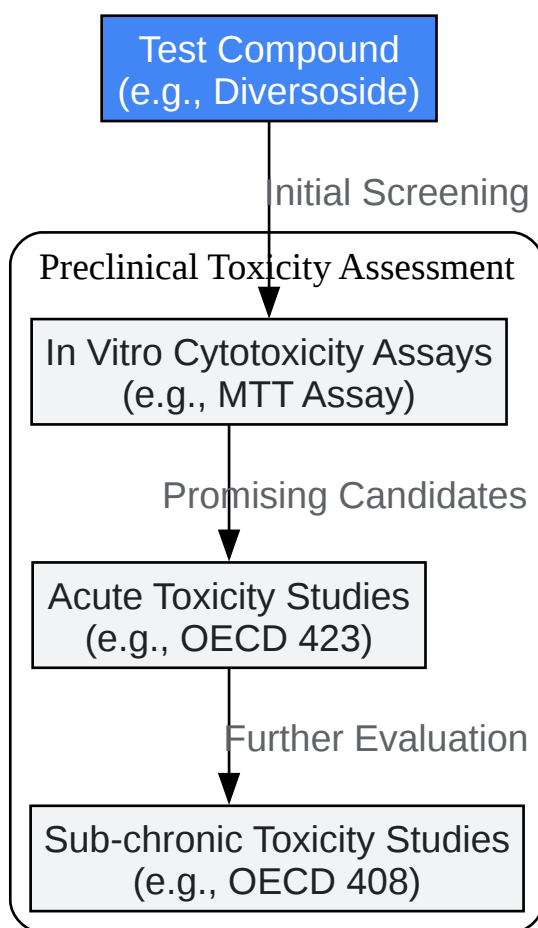 Test Compound
(e.g., Diversoside)
Initial Screening
Preclinical Toxicity Assessment
In Vitro Cytotoxicity Assays
(e.g., MTT Assay)
Promising Candidates
Acute Toxicity Studies
(e.g., OECD 423)
Further Evaluation
Sub-chronic Toxicity Studies
(e.g., OECD 408)